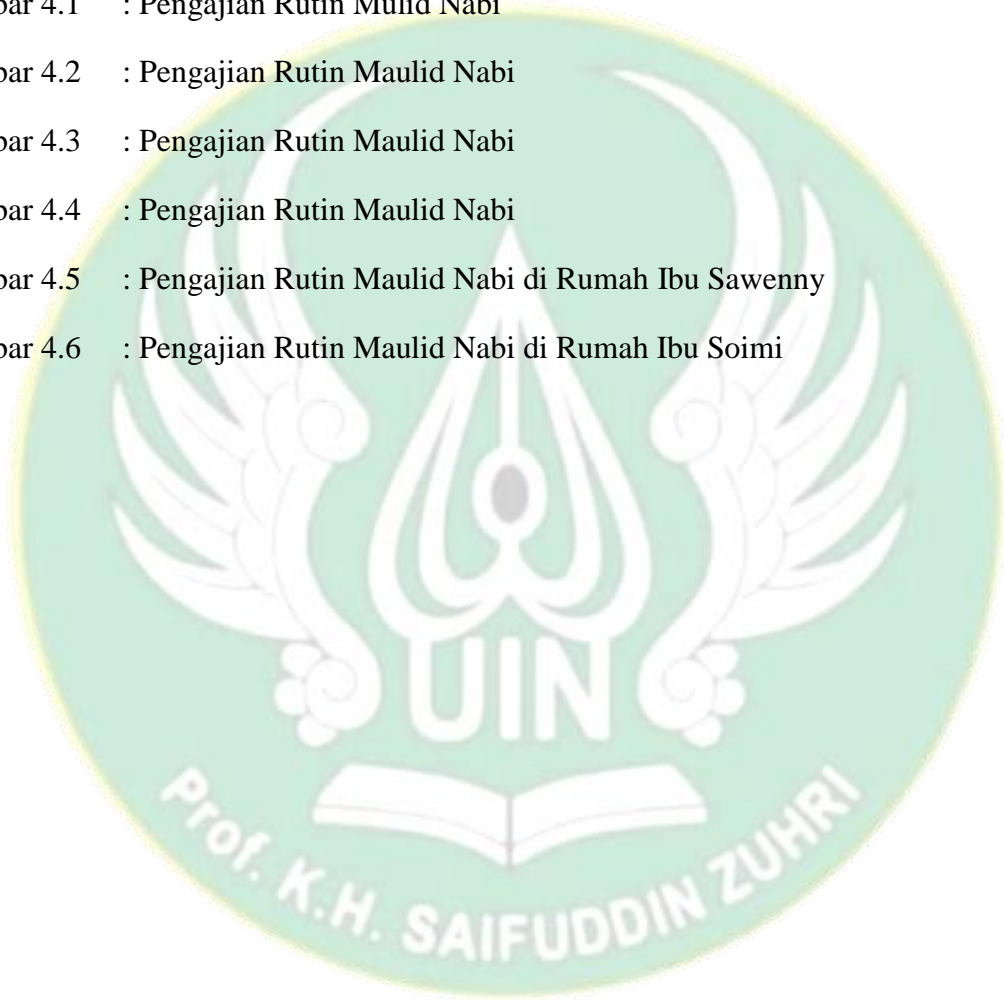 bar 4.1 : Pengajian Rutin Mulid Nabi
bar 4.2 : Pengajian Rutin Maulid Nabi
bar 4.3 : Pengajian Rutin Maulid Nabi
bar 4.4 : Pengajian Rutin Maulid Nabi
bar 4.5 : Pengajian Rutin Maulid Nabi di Rumah Ibu Sawenny
bar 4.6 : Pengajian Rutin Maulid Nabi di Rumah Ibu Soimi
UIN
Prof. K.H. SAIFUDDIN ZUHRI